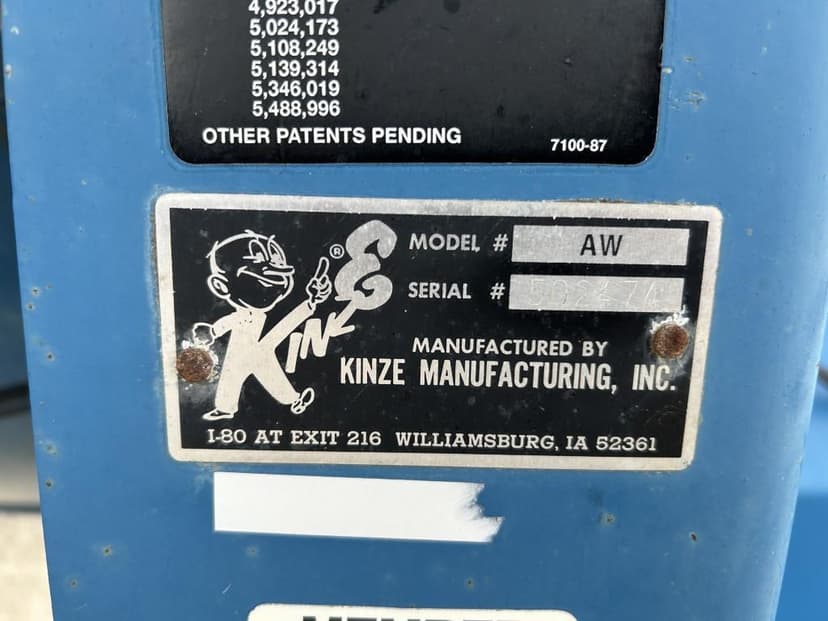 4,923,017
5,024,173
5,108,249
5,139,314
5,346,019
5,488,996
OTHER PATENTS PENDING 7100-87
KINZE ®
MODEL # AW
SERIAL # 502474
MANUFACTURED BY
KINZE MANUFACTURING, INC.
I-80 AT EXIT 216 WILLIAMSBURG, IA 52361